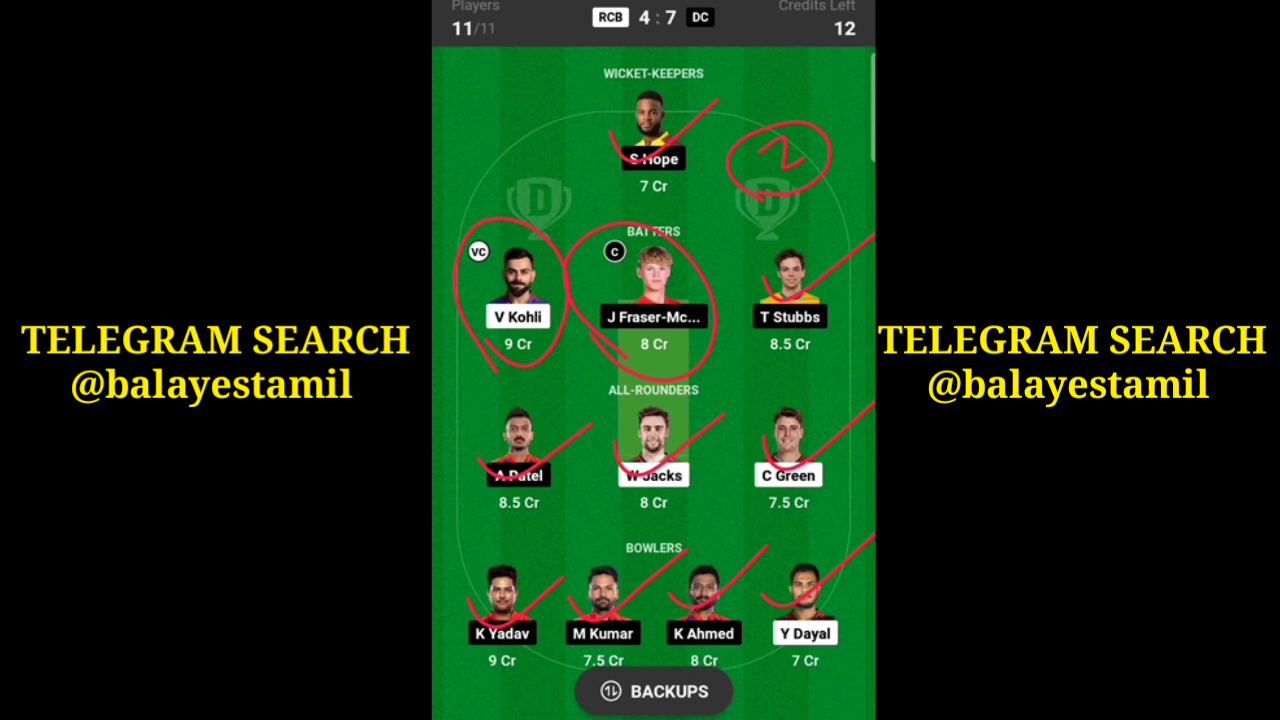 Players
11/11
RCB 4 : 7 DC
Credits Left
12
WICKET-KEEPERS
S Hope
7 Cr
2
D D
BATTERS
VC
C
V Kohli J Fraser-Mc... T Stubbs
9 Cr 8 Cr 8.5 Cr
TELEGRAM SEARCH
@balayestamil
TELEGRAM SEARCH
@balayestamil
ALL-ROUNDERS
A Patel W Jacks C Green
8.5 Cr 8 Cr 7.5 Cr
BOWLERS
K Yadav M Kumar K Ahmed Y Dayal
9 Cr 7.5 Cr 8 Cr 7 Cr
BACKUPS